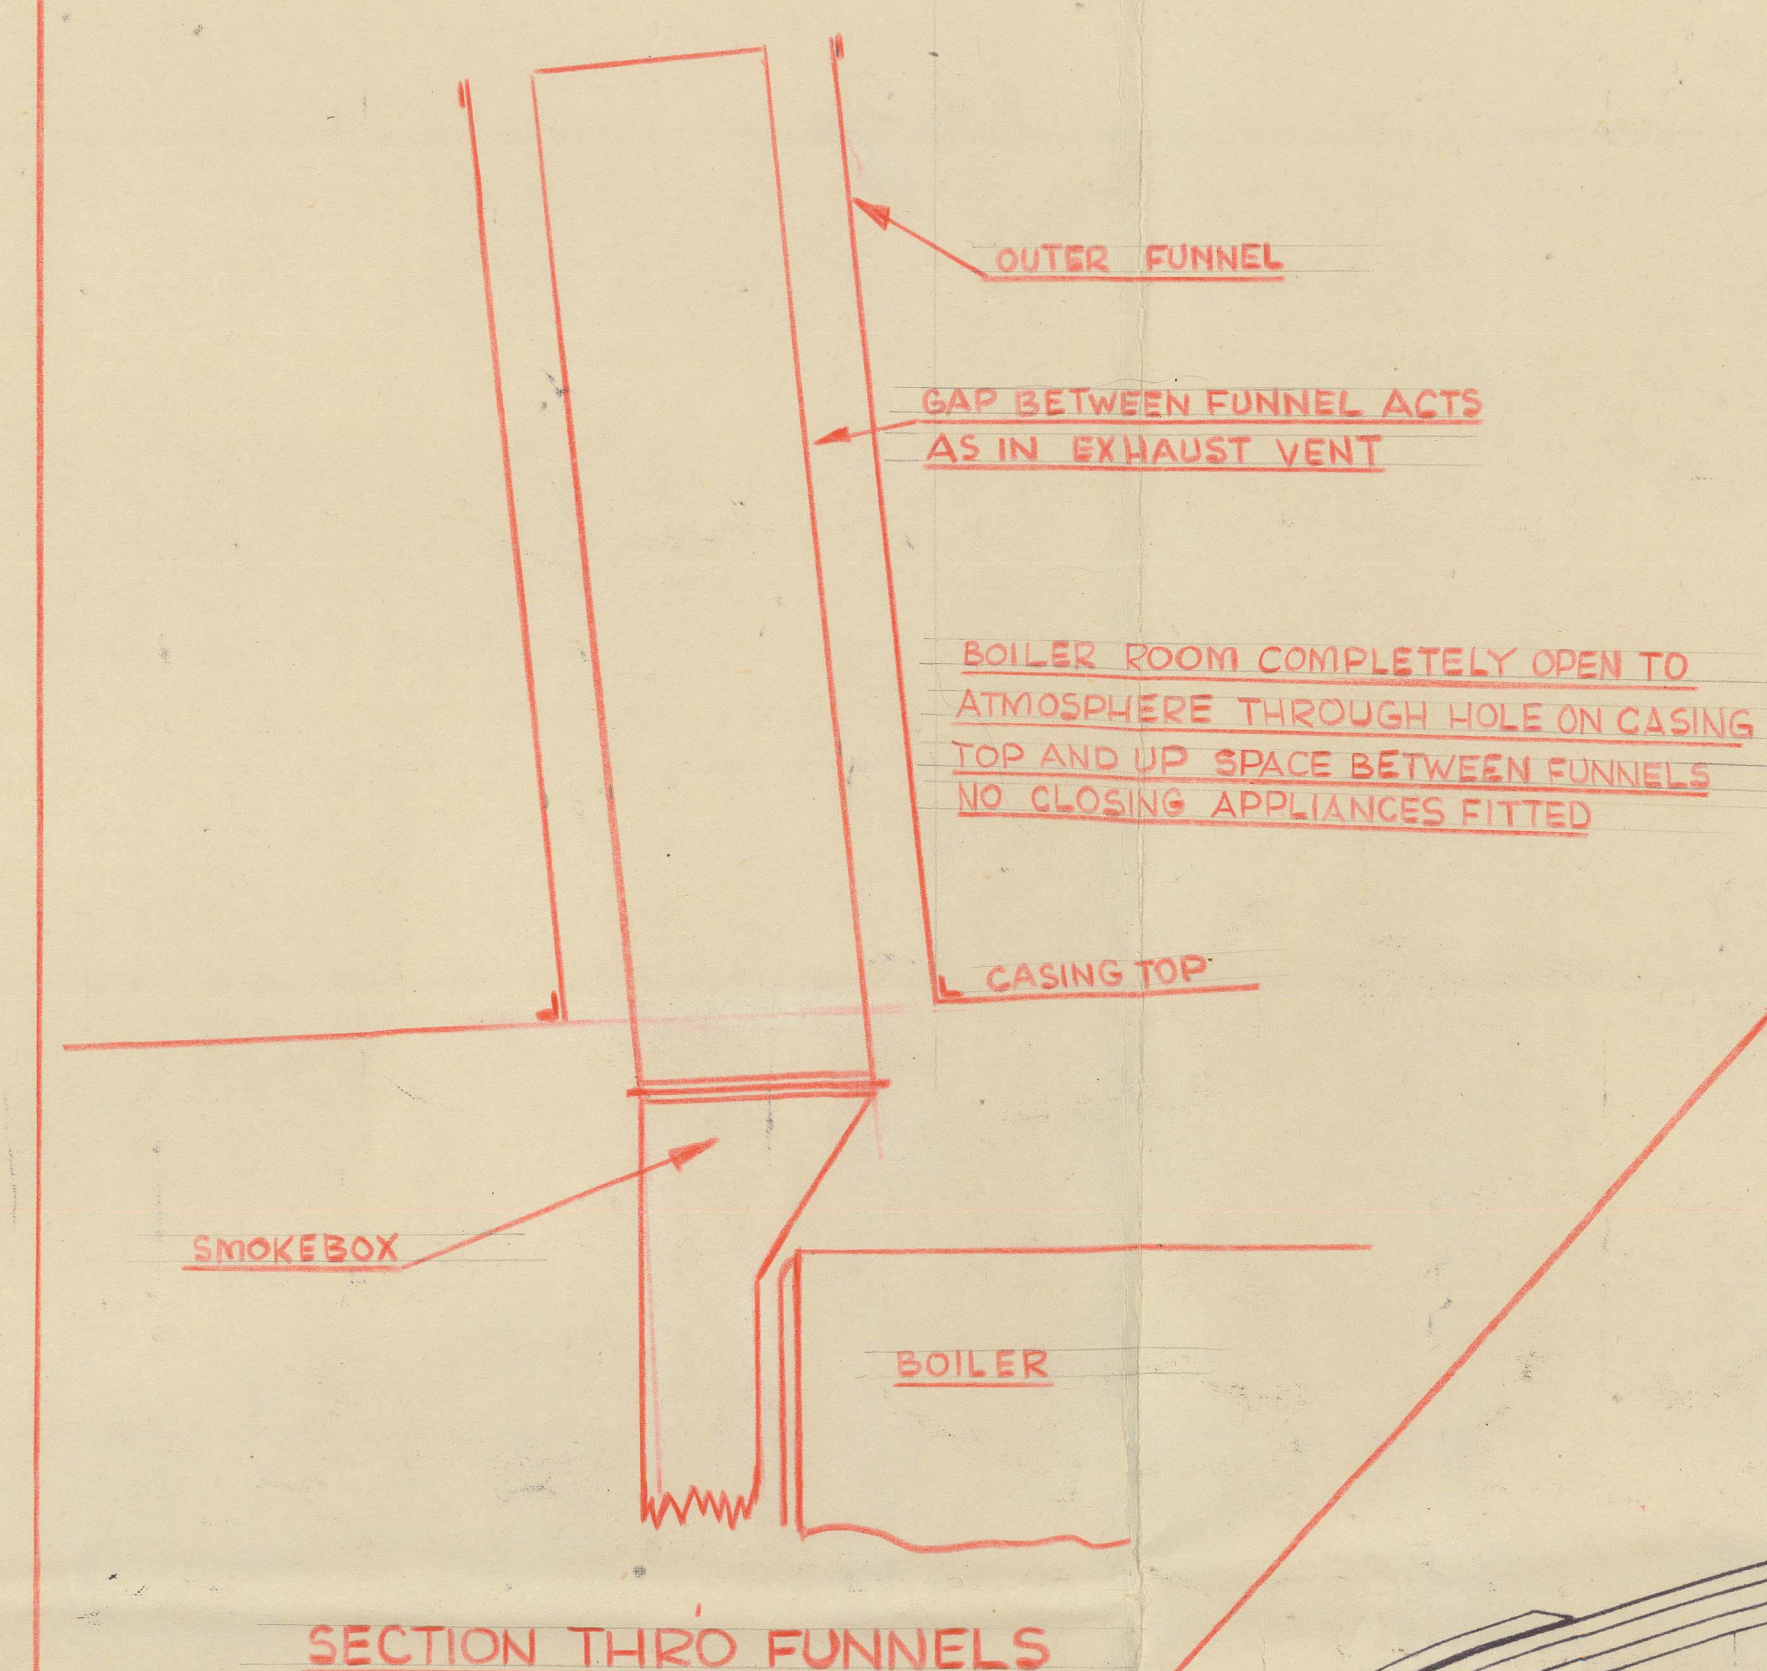 OUTER FUNNEL
GAP BETWEEN FUNNEL ACTS
AS IN EXHAUST VENT
BOILER ROOM COMPLETELY OPEN TO
ATMOSPHERE THROUGH HOLE ON CASING
TOP AND UP SPACE BETWEEN FUNNELS
NO CLOSING APPLIANCES FITTED
CASING TOP
SMOKEBOX
BOILER
SECTION THRO' FUNNELS